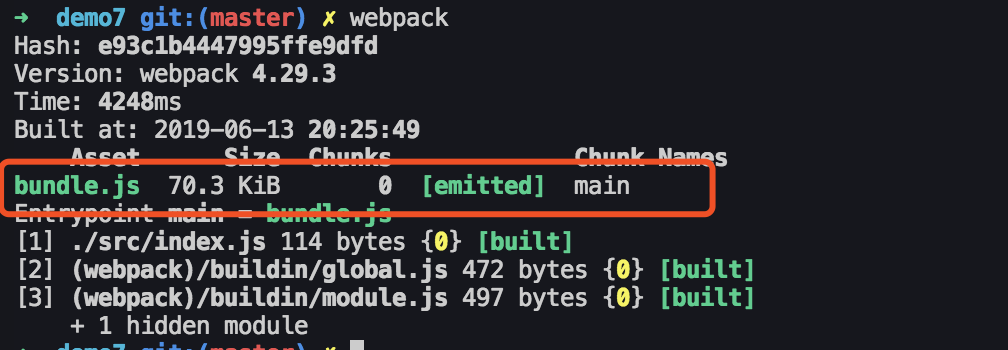 ➜ demo7 git:(master) ✗ webpack
Hash: e93c1b4447995ffe9dfd
Version: webpack 4.29.3
Time: 4248ms
Built at: 2019-06-13 20:25:49
Asset Size Chunks Chunk Names
bundle.js 70.3 KiB 0 [emitted] main
Entrypoint main = bundle.js
[1] ./src/index.js 114 bytes {0} [built]
[2] (webpack)/buildin/global.js 472 bytes {0} [built]
[3] (webpack)/buildin/module.js 497 bytes {0} [built]
+ 1 hidden module
➜ demo7 git:(master) ✗